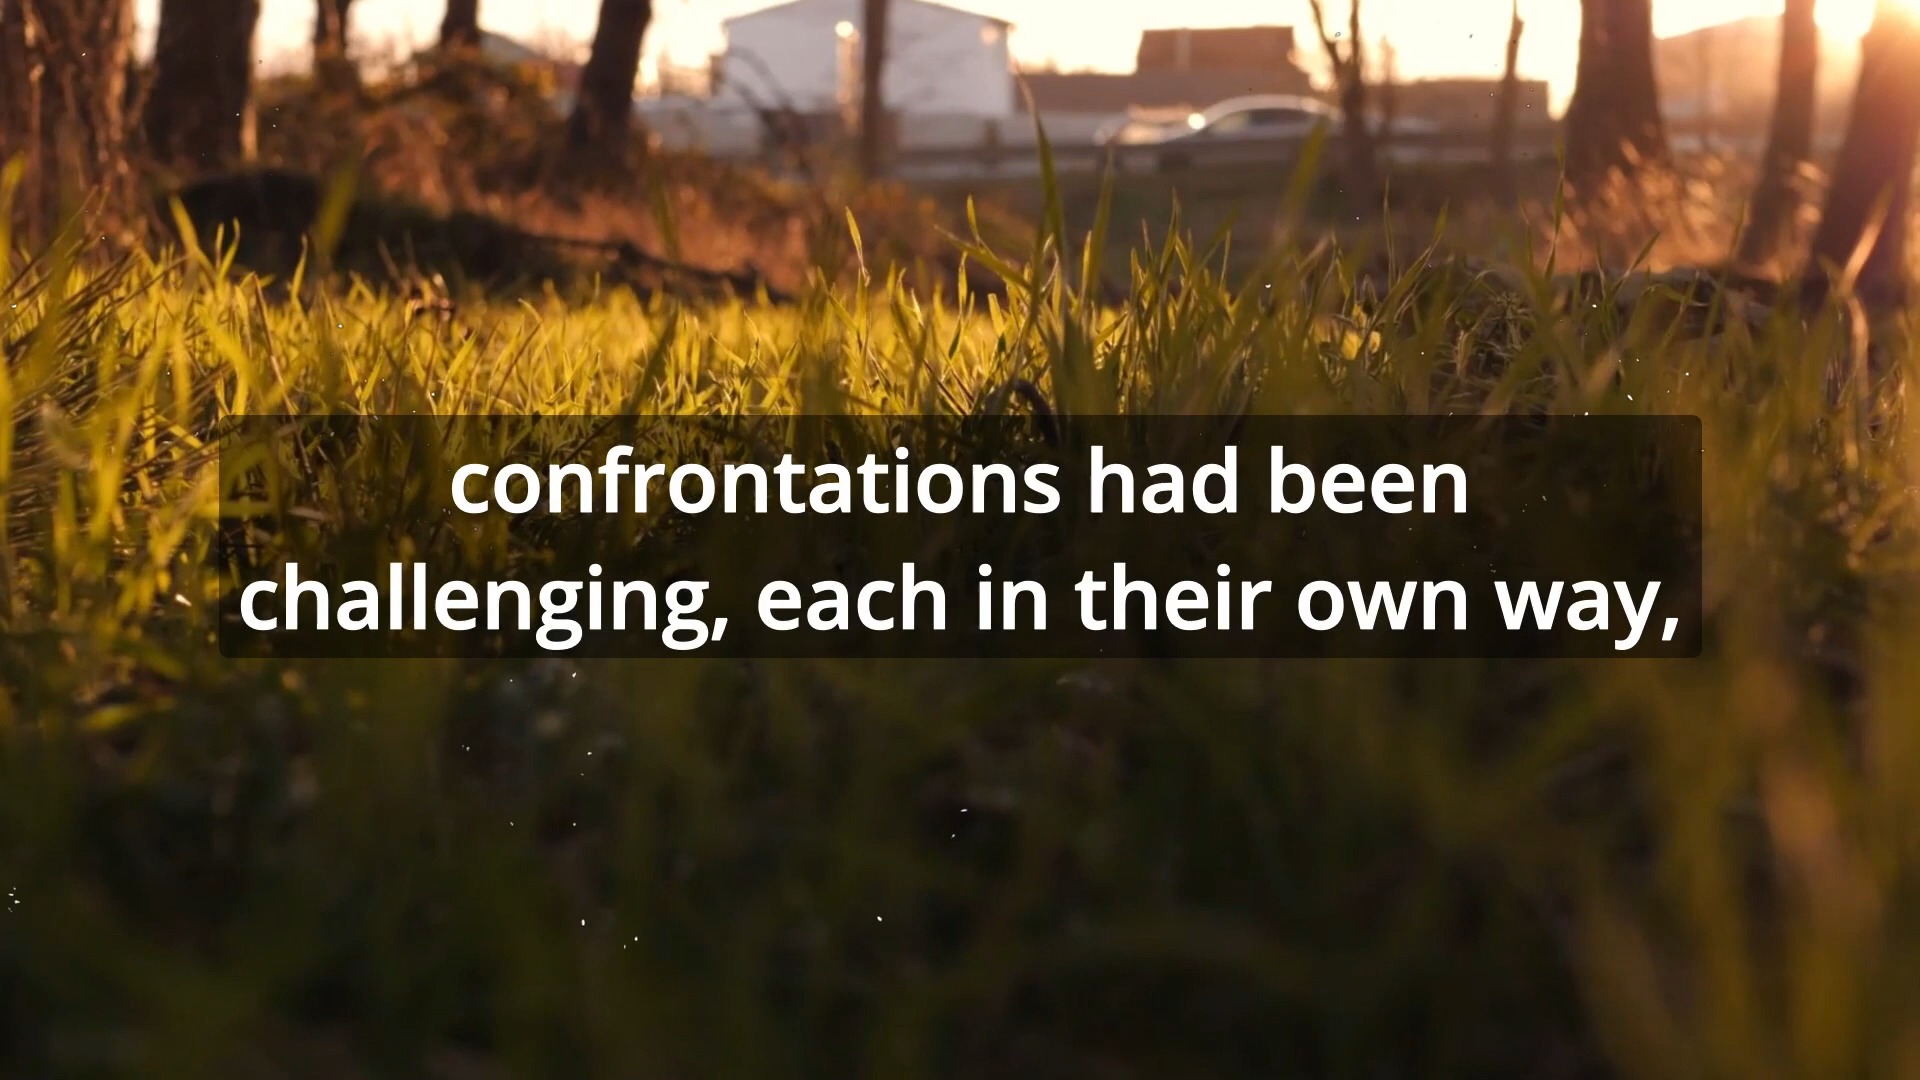 confrontations had been
challenging, each in their own way,